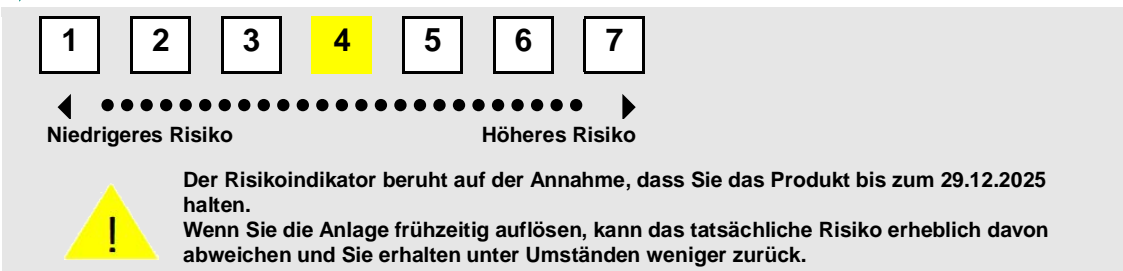 1 2 3 4 5 6 7
Niedrigeres Risiko Höheres Risiko
Der Risikoindikator beruht auf der Annahme, dass Sie das Produkt bis zum 29.12.2025
halten.
Wenn Sie die Anlage frühzeitig auflösen, kann das tatsächliche Risiko erheblich davon
abweichen und Sie erhalten unter Umständen weniger zurück.
!